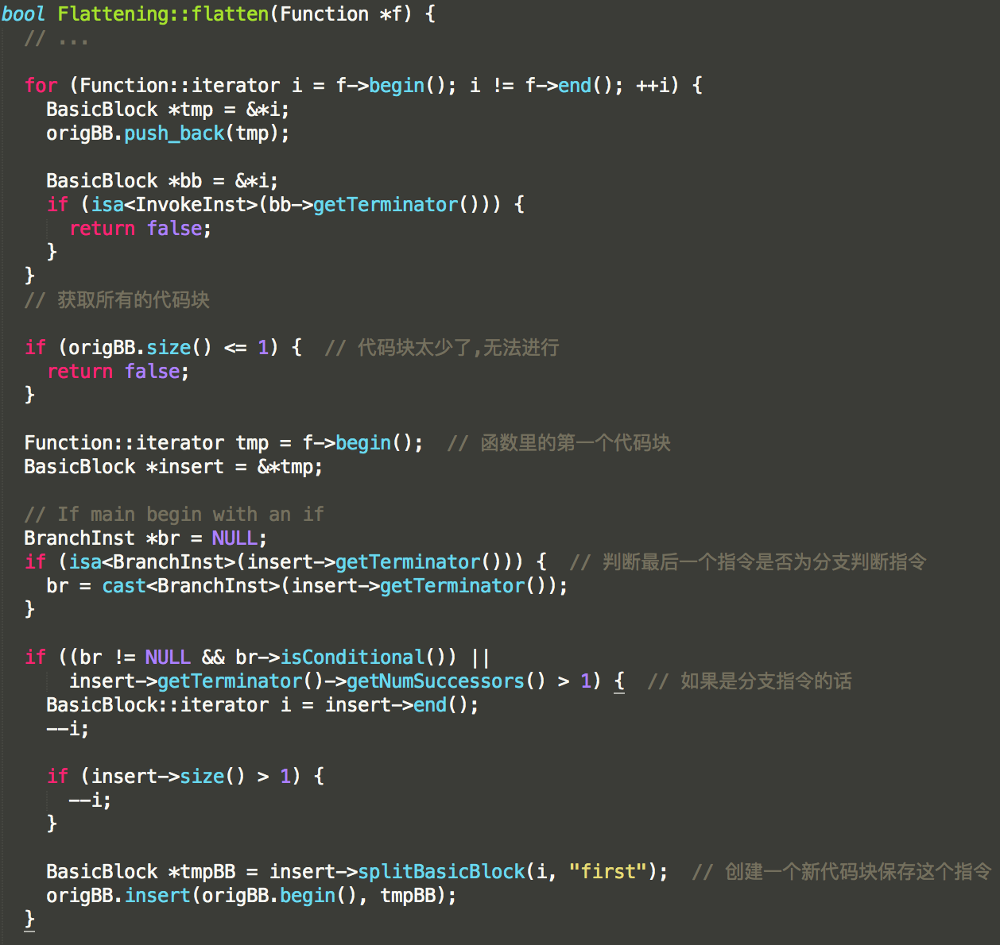 bool Flattening::flatten(Function *f) {
  // ...
  for (Function::iterator i = f->begin(); i != f->end(); ++i) {
    BasicBlock *tmp = &*i;
    origBB.push_back(tmp);
    BasicBlock *bb = &*i;
    if (isa<InvokeInst>(bb->getTerminator())) {
      return false;
    }
  }
  // 获取所有的代码块
  if (origBB.size() <= 1) {  // 代码块太少了,无法进行
    return false;
  }
  Function::iterator tmp = f->begin();  // 函数里的第一个代码块
  BasicBlock *insert = &*tmp;
  // If main begin with an if
  BranchInst *br = NULL;
  if (isa<BranchInst>(insert->getTerminator())) {  // 判断最后一个指令是否为分支判断指令
    br = cast<BranchInst>(insert->getTerminator());
  }
  if ((br != NULL && br->isConditional()) ||
      insert->getTerminator()->getNumSuccessors() > 1) {  // 如果是分支指令的话
    BasicBlock::iterator i = insert->end();
    --i;
    if (insert->size() > 1) {
      --i;
    }
    BasicBlock *tmpBB = insert->splitBasicBlock(i, "first");  // 创建一个新代码块保存这个指令
    origBB.insert(origBB.begin(), tmpBB);
  }